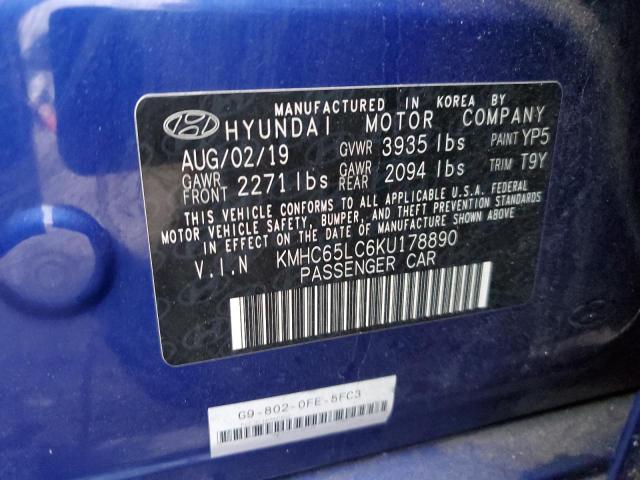 MANUFACTURED IN KOREA BY
HYUNDAI MOTOR COMPANY
AUG/02/19 GVWR 3935 lbs PAINT YP5
GAWR FRONT 2271 lbs GAWR REAR 2094 lbs TRIM T9Y
THIS VEHICLE CONFORMS TO ALL APPLICABLE U.S.A. FEDERAL
MOTOR VEHICLE SAFETY, BUMPER, AND THEFT PREVENTION STANDARDS
IN EFFECT ON THE DATE OF MANUFACTURE SHOWN ABOVE.
V.I.N KMHC65LC6KU178890
PASSENGER CAR
G9-802-0FE-5FC3